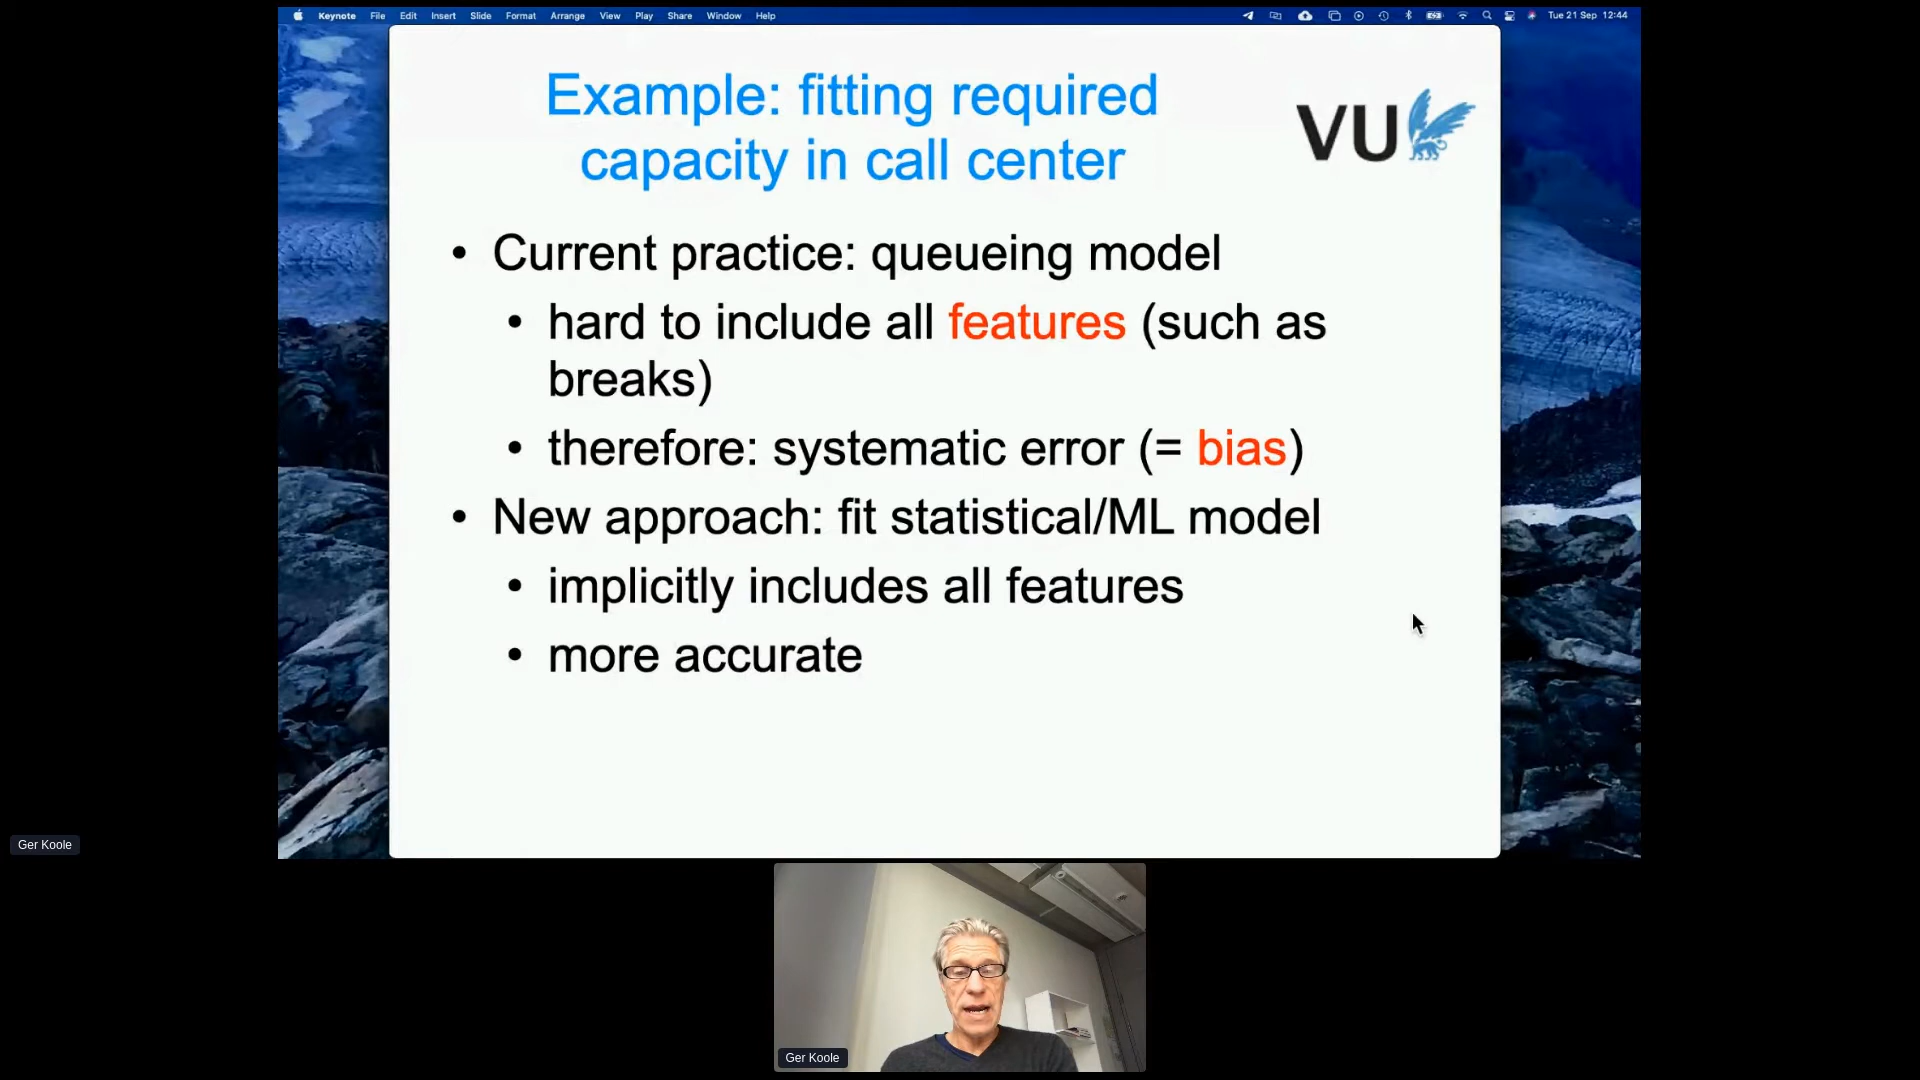 Keynote File Edit Insert Slide Format Arrange View Play Share Window Help Tue 21 Sep 12:44
Example: fitting required
capacity in call center
VU
• Current practice: queueing model
• hard to include all features (such as
breaks)
• therefore: systematic error (= bias)
• New approach: fit statistical/ML model
• implicitly includes all features
• more accurate
Ger Koole
Ger Koole